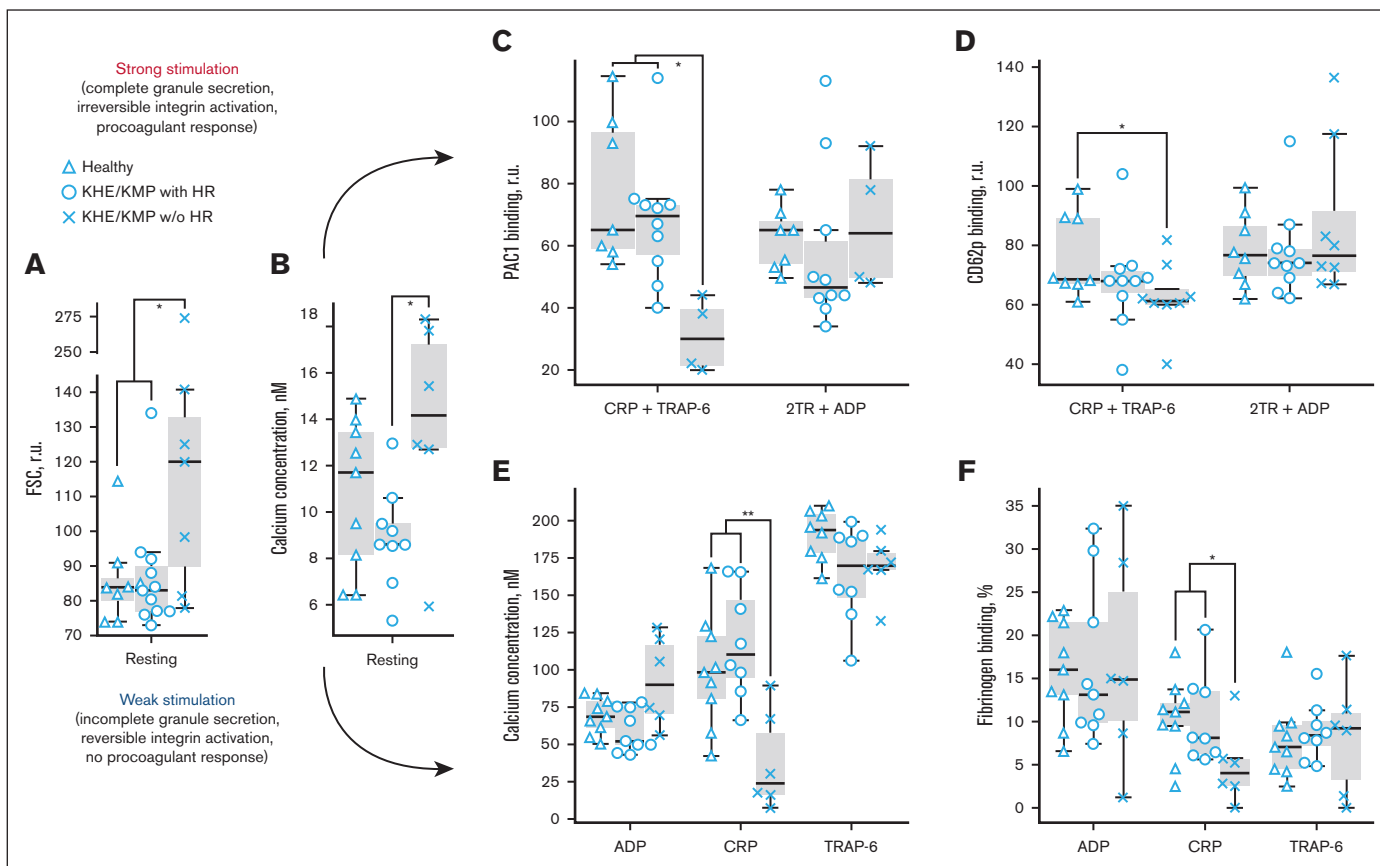 Strong stimulation
(complete granule secretion,
irreversible integrin activation,
procoagulant response)
Healthy
KHE/KMP with HR
KHE/KMP w/o HR
A
FSC, r.u.
275
250
140
130
120
110
100
90
80
70
*
Resting
B
Calcium concentration, nM
18
16
14
12
10
8
6
*
Resting
Weak stimulation
(incomplete granule secretion,
reversible integrin activation,
no procoagulant response)
C
PAC1 binding, r.u.
100
80
60
40
20
*
CRP + TRAP-6
2TR + ADP
D
CD62p binding, r.u.
140
120
100
80
60
40
*
CRP + TRAP-6
2TR + ADP
E
Calcium concentration, nM
200
175
150
125
100
75
50
25
0
**
ADP
CRP
TRAP-6
F
Fibrinogen binding, %
35
30
25
20
15
10
5
0
*
ADP
CRP
TRAP-6